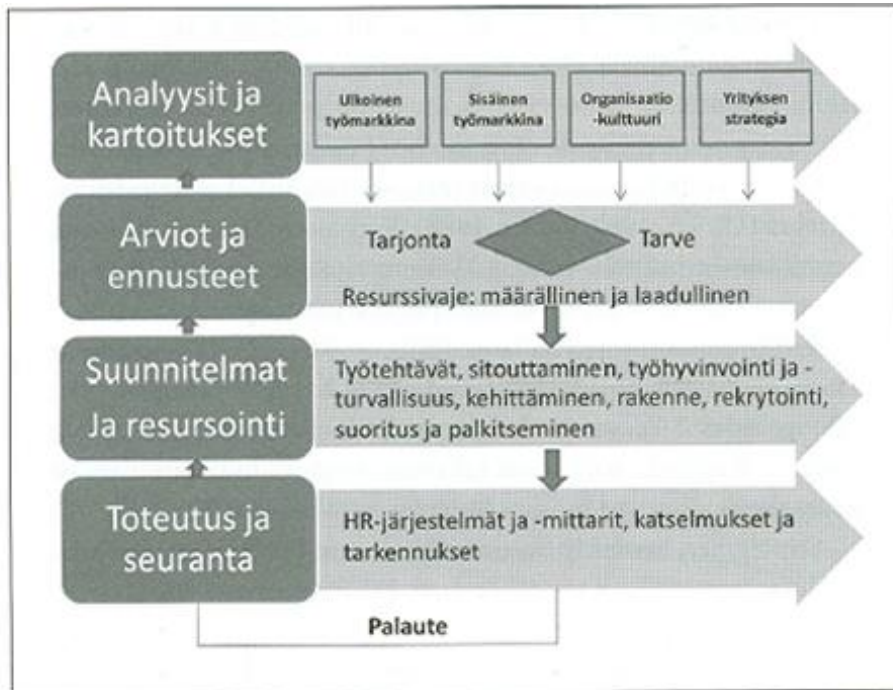 Analyysit ja
kartoitukset
Ulkoinen
työmarkkina
Sisäinen
työmarkkina
Organisaatio
-kulttuuri
Yrityksen
strategia
Arviot ja
ennusteet
Tarjonta
Tarve
Resurssivaje: määrällinen ja laadullinen
Suunnitelmat
Ja resursointi
Työtehtävät, sitouttaminen, työhyvinvointi ja -
turvallisuus, kehittäminen, rakenne, rekrytointi,
suoritus ja palkitseminen
Toteutus ja
seuranta
HR-järjestelmät ja -mittarit, katselmukset ja
tarkennukset
Palaute